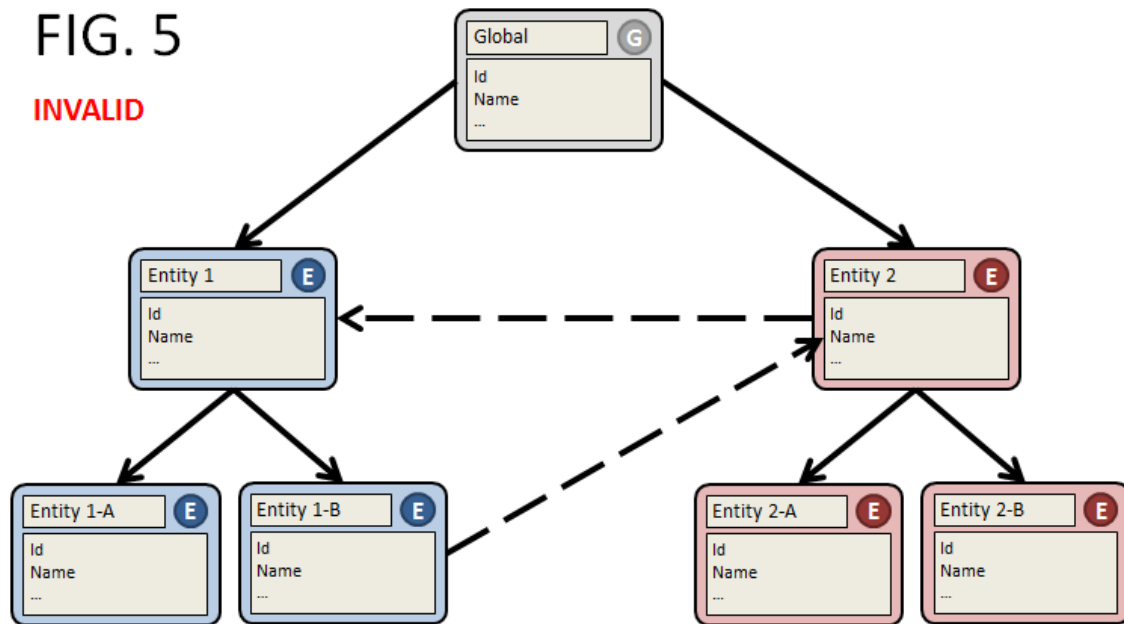 FIG. 5
INVALID
Global
G
Id
Name
...
Entity 1
E
Id
Name
...
Entity 2
E
Id
Name
...
Entity 1-A
E
Id
Name
...
Entity 1-B
E
Id
Name
...
Entity 2-A
E
Id
Name
...
Entity 2-B
E
Id
Name
...